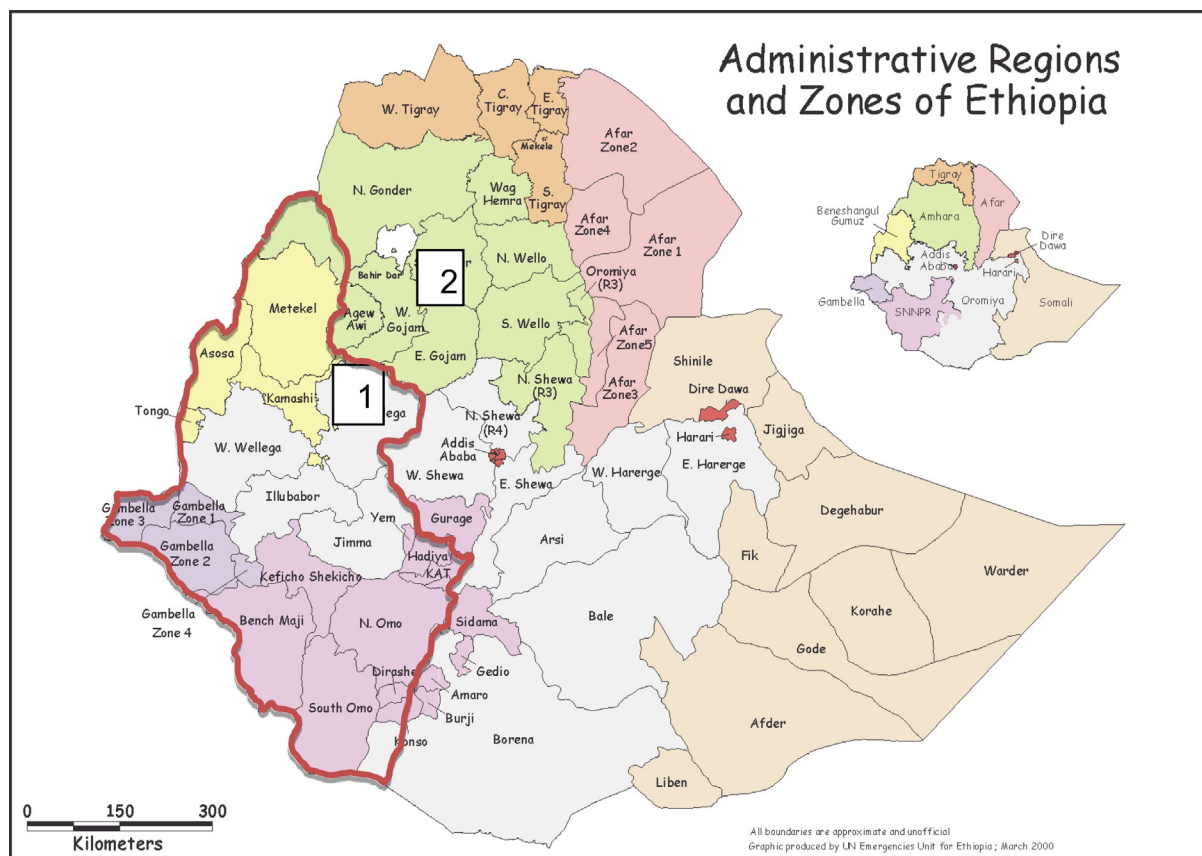 Administrative Regions
and Zones of Ethiopia
W. Tigray
C.
Tigray
E.
Tigray
Mekele
S.
Tigray
Afar
Zone2
N. Gonder
Wag
Hemra
Afar
Zone4
Afar
Zone 1
Bahir Dar
2
N. Wello
Oromiya
(R3)
Metekel
Agew
Awi
W.
Gojam
S. Wello
Afar
Zone5
Asosa
E. Gojam
N. Shewa
(R3)
Afar
Zone3
Shinile
Dire Dawa
Kamashi
1
Tongo
N. Shewa
(R4)
Addis
Ababa
Harari
Jigjiga
W. Wellega
W. Shewa
E. Shewa
W. Harerge
E. Harerge
Gambella
Zone 3
Gambella
Zone 1
Illubabor
Yem
Gurage
Degehabur
Gambella
Zone 2
Jimma
Hadiya
KAT
Arsi
Fik
Keficho Shekicho
Warder
Gambella
Zone 4
Bench Maji
N. Omo
Sidama
Bale
Korahe
Gode
Gedio
Dirashe
Amaro
South Omo
Burji
Konso
Borena
Afder
Liben
Tigray
Beneshangul
Gumuz
Amhara
Afar
Dire
Dawa
Addis
Ababa
Harari
Gambella
SNNPR
Oromiya
Somali
0 150 300
Kilometers
All boundaries are approximate and unofficial
Graphic produced by UN Emergencies Unit for Ethiopia ; March 2000